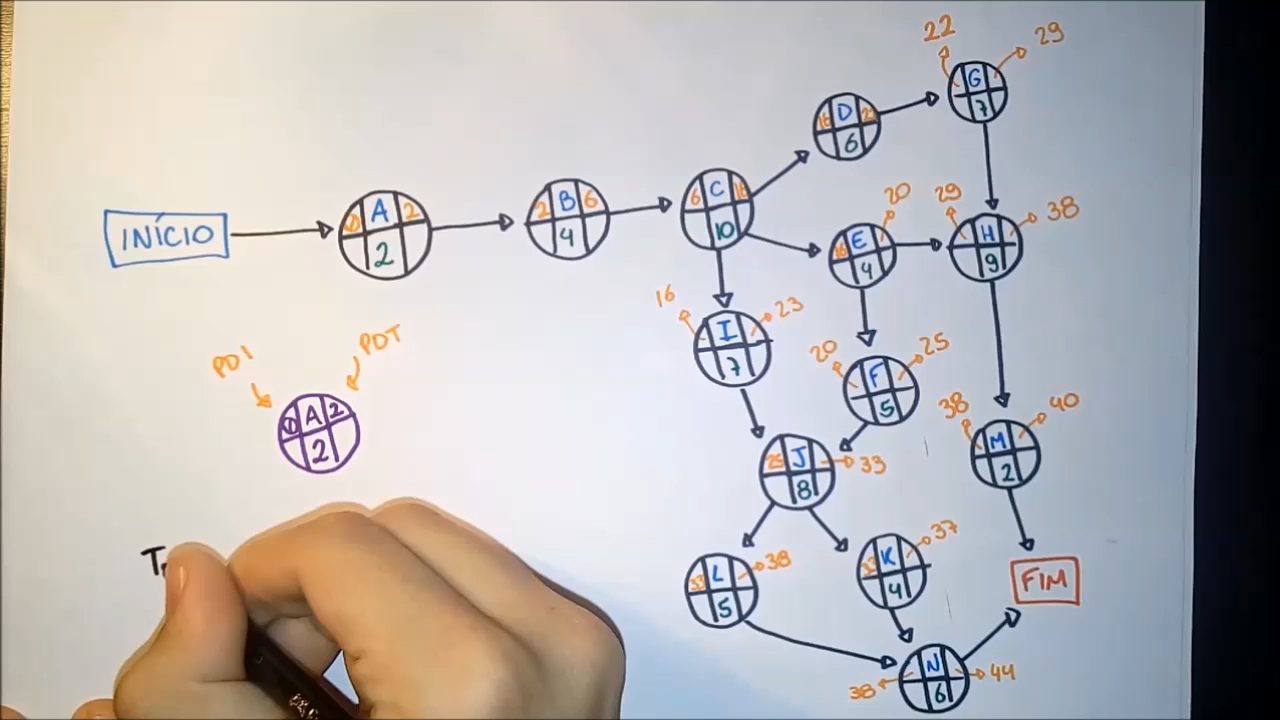 INÍCIO
0 A 2
2
2 B 6
4
6 C 16
10
16 D 22
6
22 29
G
7
20
16 E
4
29 38
H
9
16 23
I
7
20 25
F
5
25 J 33
8
38 40
M
2
33 L 38
5
33 K 37
4
38 N 44
6
FIM
PDI PDT
0 A 2
2